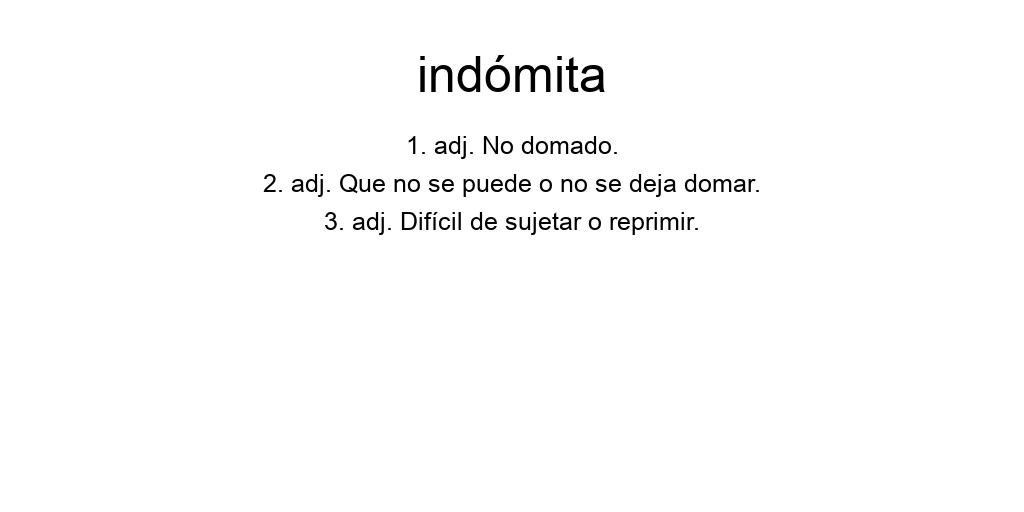 indómita
1. adj. No domado.
2. adj. Que no se puede o no se deja domar.
3. adj. Difícil de sujetar o reprimir.